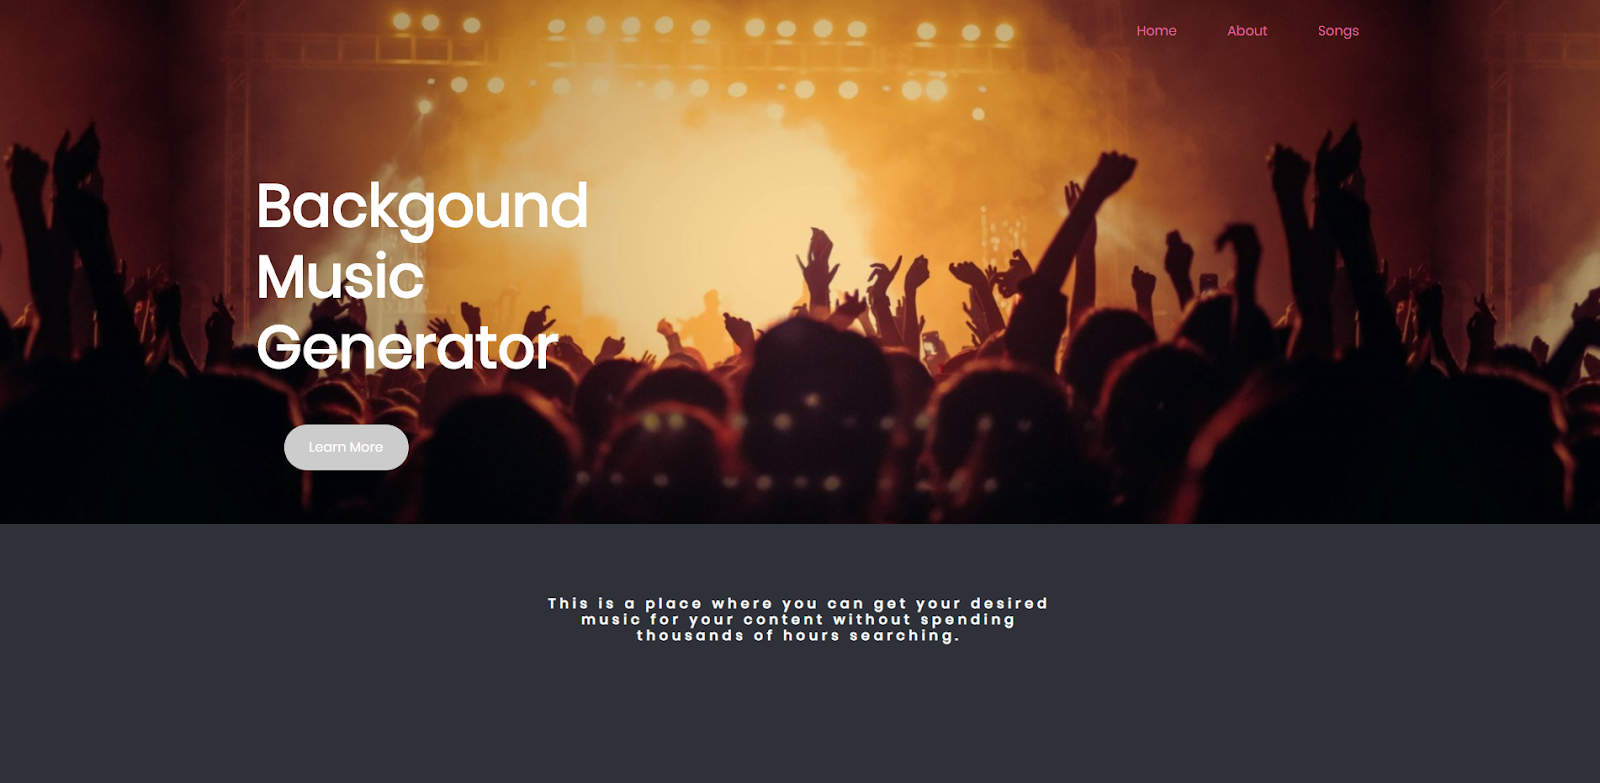 Home About Songs
Backgound
Music
Generator
Learn More
This is a place where you can get your desired
music for your content without spending
thousands of hours searching.